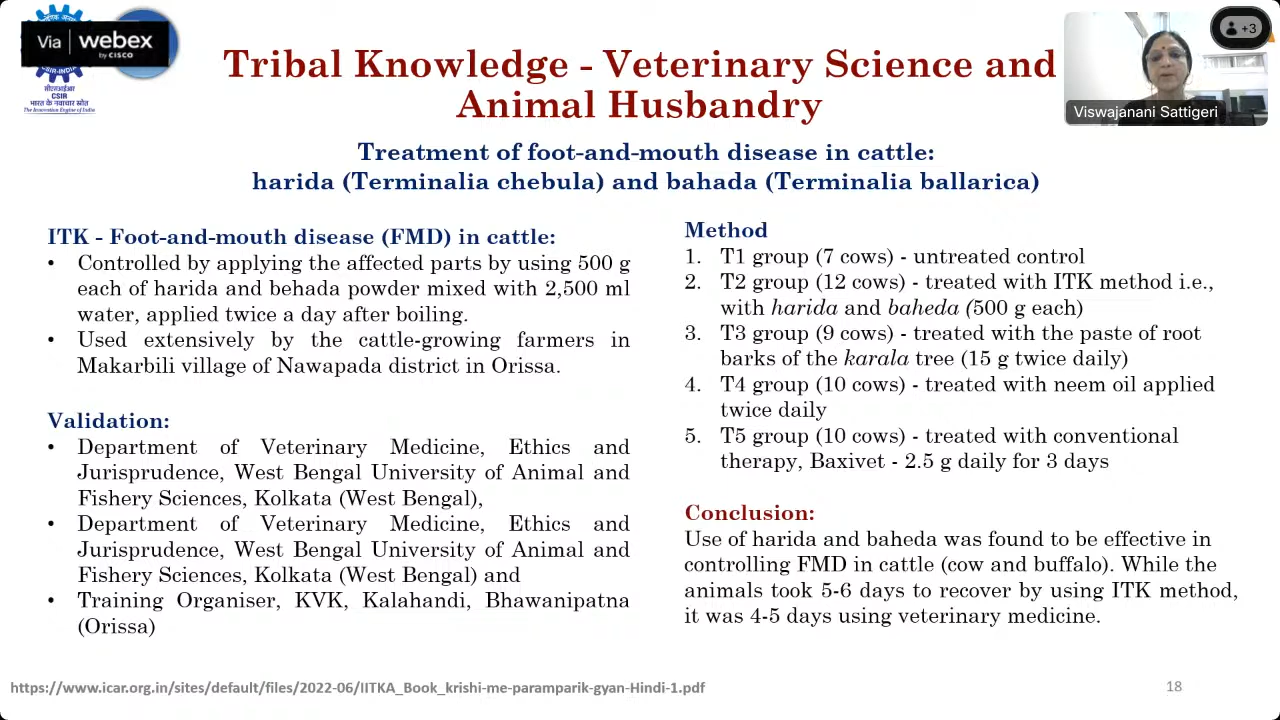 Via webex
by CISCO
सीएसआईआर
CSIR
भारत का नवाचार इंजन
The Innovation Engine of India
Tribal Knowledge - Veterinary Science and
Animal Husbandry
+3
Viswajanani Sattigeri
Treatment of foot-and-mouth disease in cattle:
harida (Terminalia chebula) and bahada (Terminalia ballarica)
ITK - Foot-and-mouth disease (FMD) in cattle:
• Controlled by applying the affected parts by using 500 g
each of harida and behada powder mixed with 2,500 ml
water, applied twice a day after boiling.
• Used extensively by the cattle-growing farmers in
Makarbili village of Nawapada district in Orissa.
Validation:
• Department of Veterinary Medicine, Ethics and
Jurisprudence, West Bengal University of Animal and
Fishery Sciences, Kolkata (West Bengal),
• Department of Veterinary Medicine, Ethics and
Jurisprudence, West Bengal University of Animal and
Fishery Sciences, Kolkata (West Bengal) and
• Training Organiser, KVK, Kalahandi, Bhawanipatna
(Orissa)
Method
1. T1 group (7 cows) - untreated control
2. T2 group (12 cows) - treated with ITK method i.e.,
with harida and baheda (500 g each)
3. T3 group (9 cows) - treated with the paste of root
barks of the karala tree (15 g twice daily)
4. T4 group (10 cows) - treated with neem oil applied
twice daily
5. T5 group (10 cows) - treated with conventional
therapy, Baxivet - 2.5 g daily for 3 days
Conclusion:
Use of harida and baheda was found to be effective in
controlling FMD in cattle (cow and buffalo). While the
animals took 5-6 days to recover by using ITK method,
it was 4-5 days using veterinary medicine.
https://www.icar.org.in/sites/default/files/2022-06/IITKA_Book_krishi-me-paramparik-gyan-Hindi-1.pdf
18